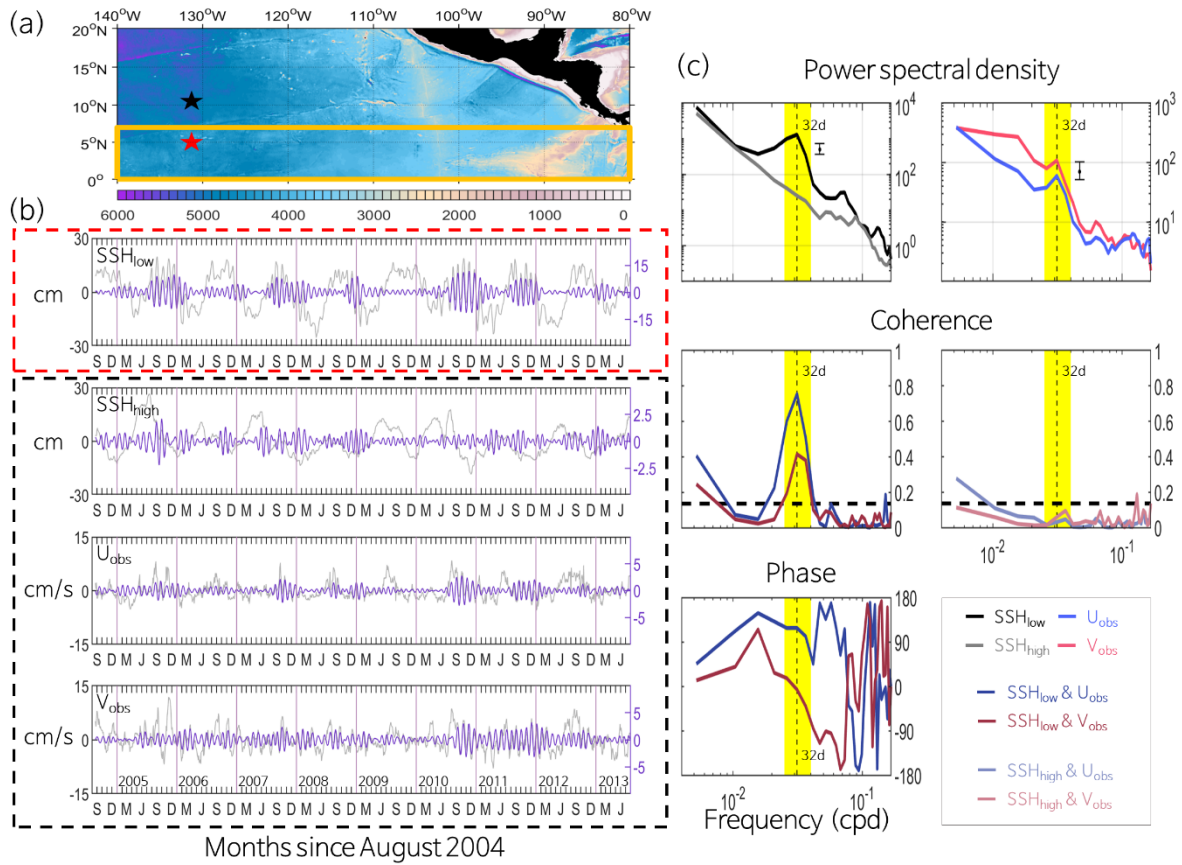 (a)
140°W 130°W 120°W 110°W 100°W 90°W 80°W
20°N
15°N
10°N
5°N
0°
6000 5000 4000 3000 2000 1000 0
(b)
SSHlow
30
0
-30
cm
15
0
-15
S D M J S D M J S D M J S D M J S D M J S D M J S D M J S D M J S D M J
SSHhigh
30
0
-30
cm
2.5
0
-2.5
S D M J S D M J S D M J S D M J S D M J S D M J S D M J S D M J S D M J
Uobs
15
0
-15
cm/s
5
0
-5
S D M J S D M J S D M J S D M J S D M J S D M J S D M J S D M J S D M J
Vobs
15
0
-15
cm/s
5
0
-5
2005 2006 2007 2008 2009 2010 2011 2012 2013
S D M J S D M J S D M J S D M J S D M J S D M J S D M J S D M J S D M J
Months since August 2004
(c)
Power spectral density
32d
10^4
10^2
10^0
32d
10^3
10^2
10^1
Coherence
32d
1
0.8
0.6
0.4
0.2
0
32d
1
0.8
0.6
0.4
0.2
0
10^-2 10^-1
Phase
32d
180
90
0
-90
-180
10^-2 10^-1
Frequency (cpd)
SSHlow Uobs
SSHhigh Vobs
SSHlow & Uobs
SSHlow & Vobs
SSHhigh & Uobs
SSHhigh & Vobs